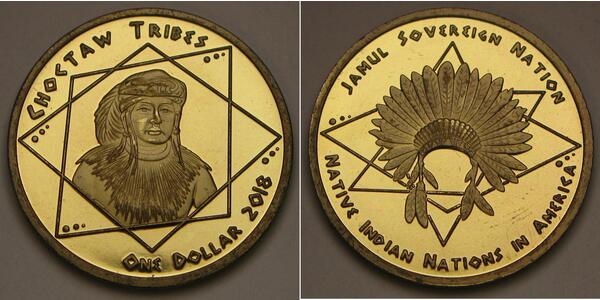 CHOCTAW TRIBES
ONE DOLLAR 2018
JAMUL SOVEREIGN NATION
NATIVE INDIAN NATIONS IN AMERICA